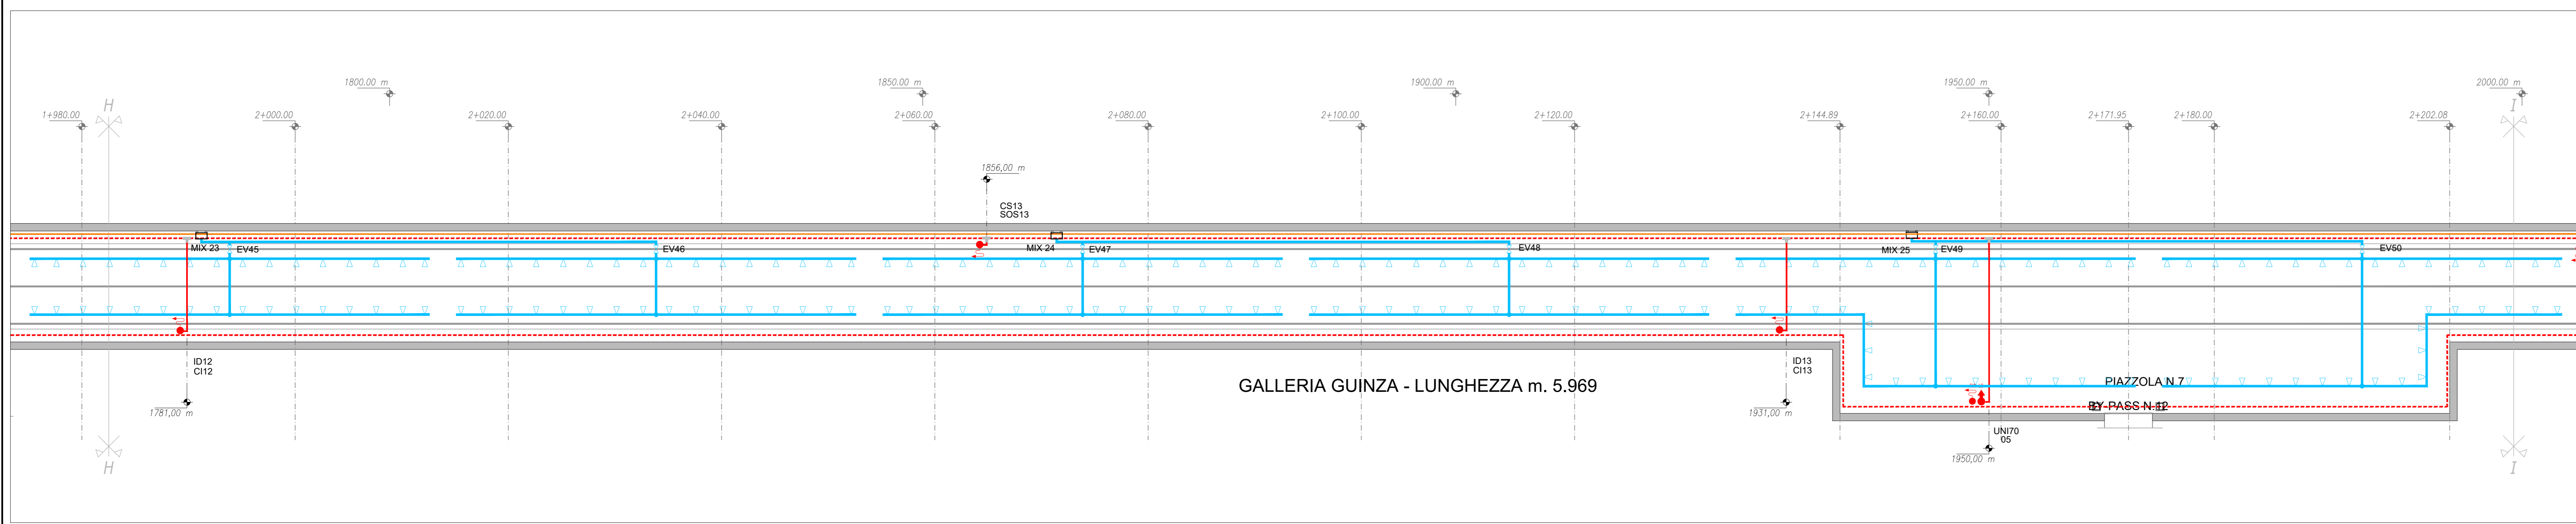 1800.00 m
1850.00 m
1900.00 m
1950.00 m
2000.00 m
1+980.00
H
2+000.00
2+020.00
2+040.00
2+060.00
2+080.00
2+100.00
2+120.00
2+144.89
2+160.00
2+171.95
2+180.00
2+202.08
I
1856,00 m
CS13
SOS13
MIX 23
EV45
EV46
MIX 24
EV47
EV48
MIX 25
EV49
EV50
ID12
CI12
1781,00 m
GALLERIA GUINZA - LUNGHEZZA m. 5.969
ID13
CI13
1931,00 m
PIAZZOLA N.7
BY-PASS N.12
UNI70
05
1950,00 m
H
I